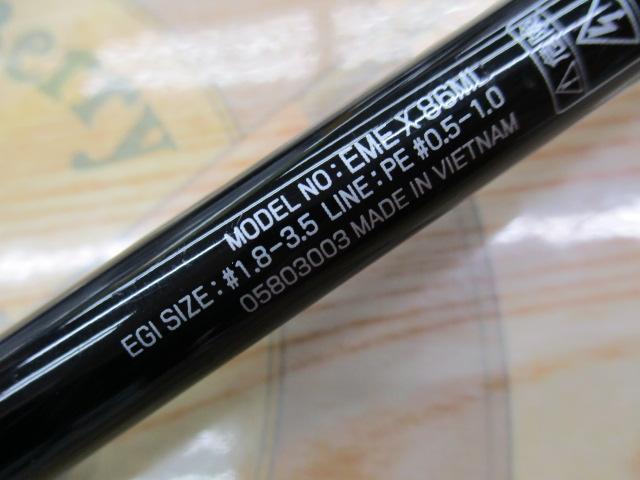 MODEL NO : EME X 86ML
EGI SIZE : #1.8-3.5 LINE : PE #0.5-1.0
05803003 MADE IN VIETNAM
erry